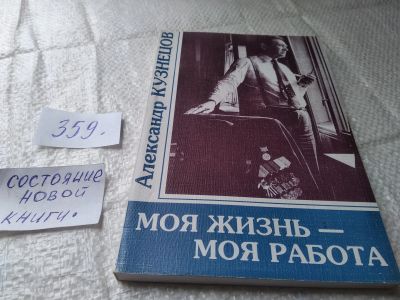 359.
СОСТОЯНИЕ
НОВОЙ
КНИГИ.
Александр КУЗНЕЦОВ
МОЯ ЖИЗНЬ —
МОЯ РАБОТА